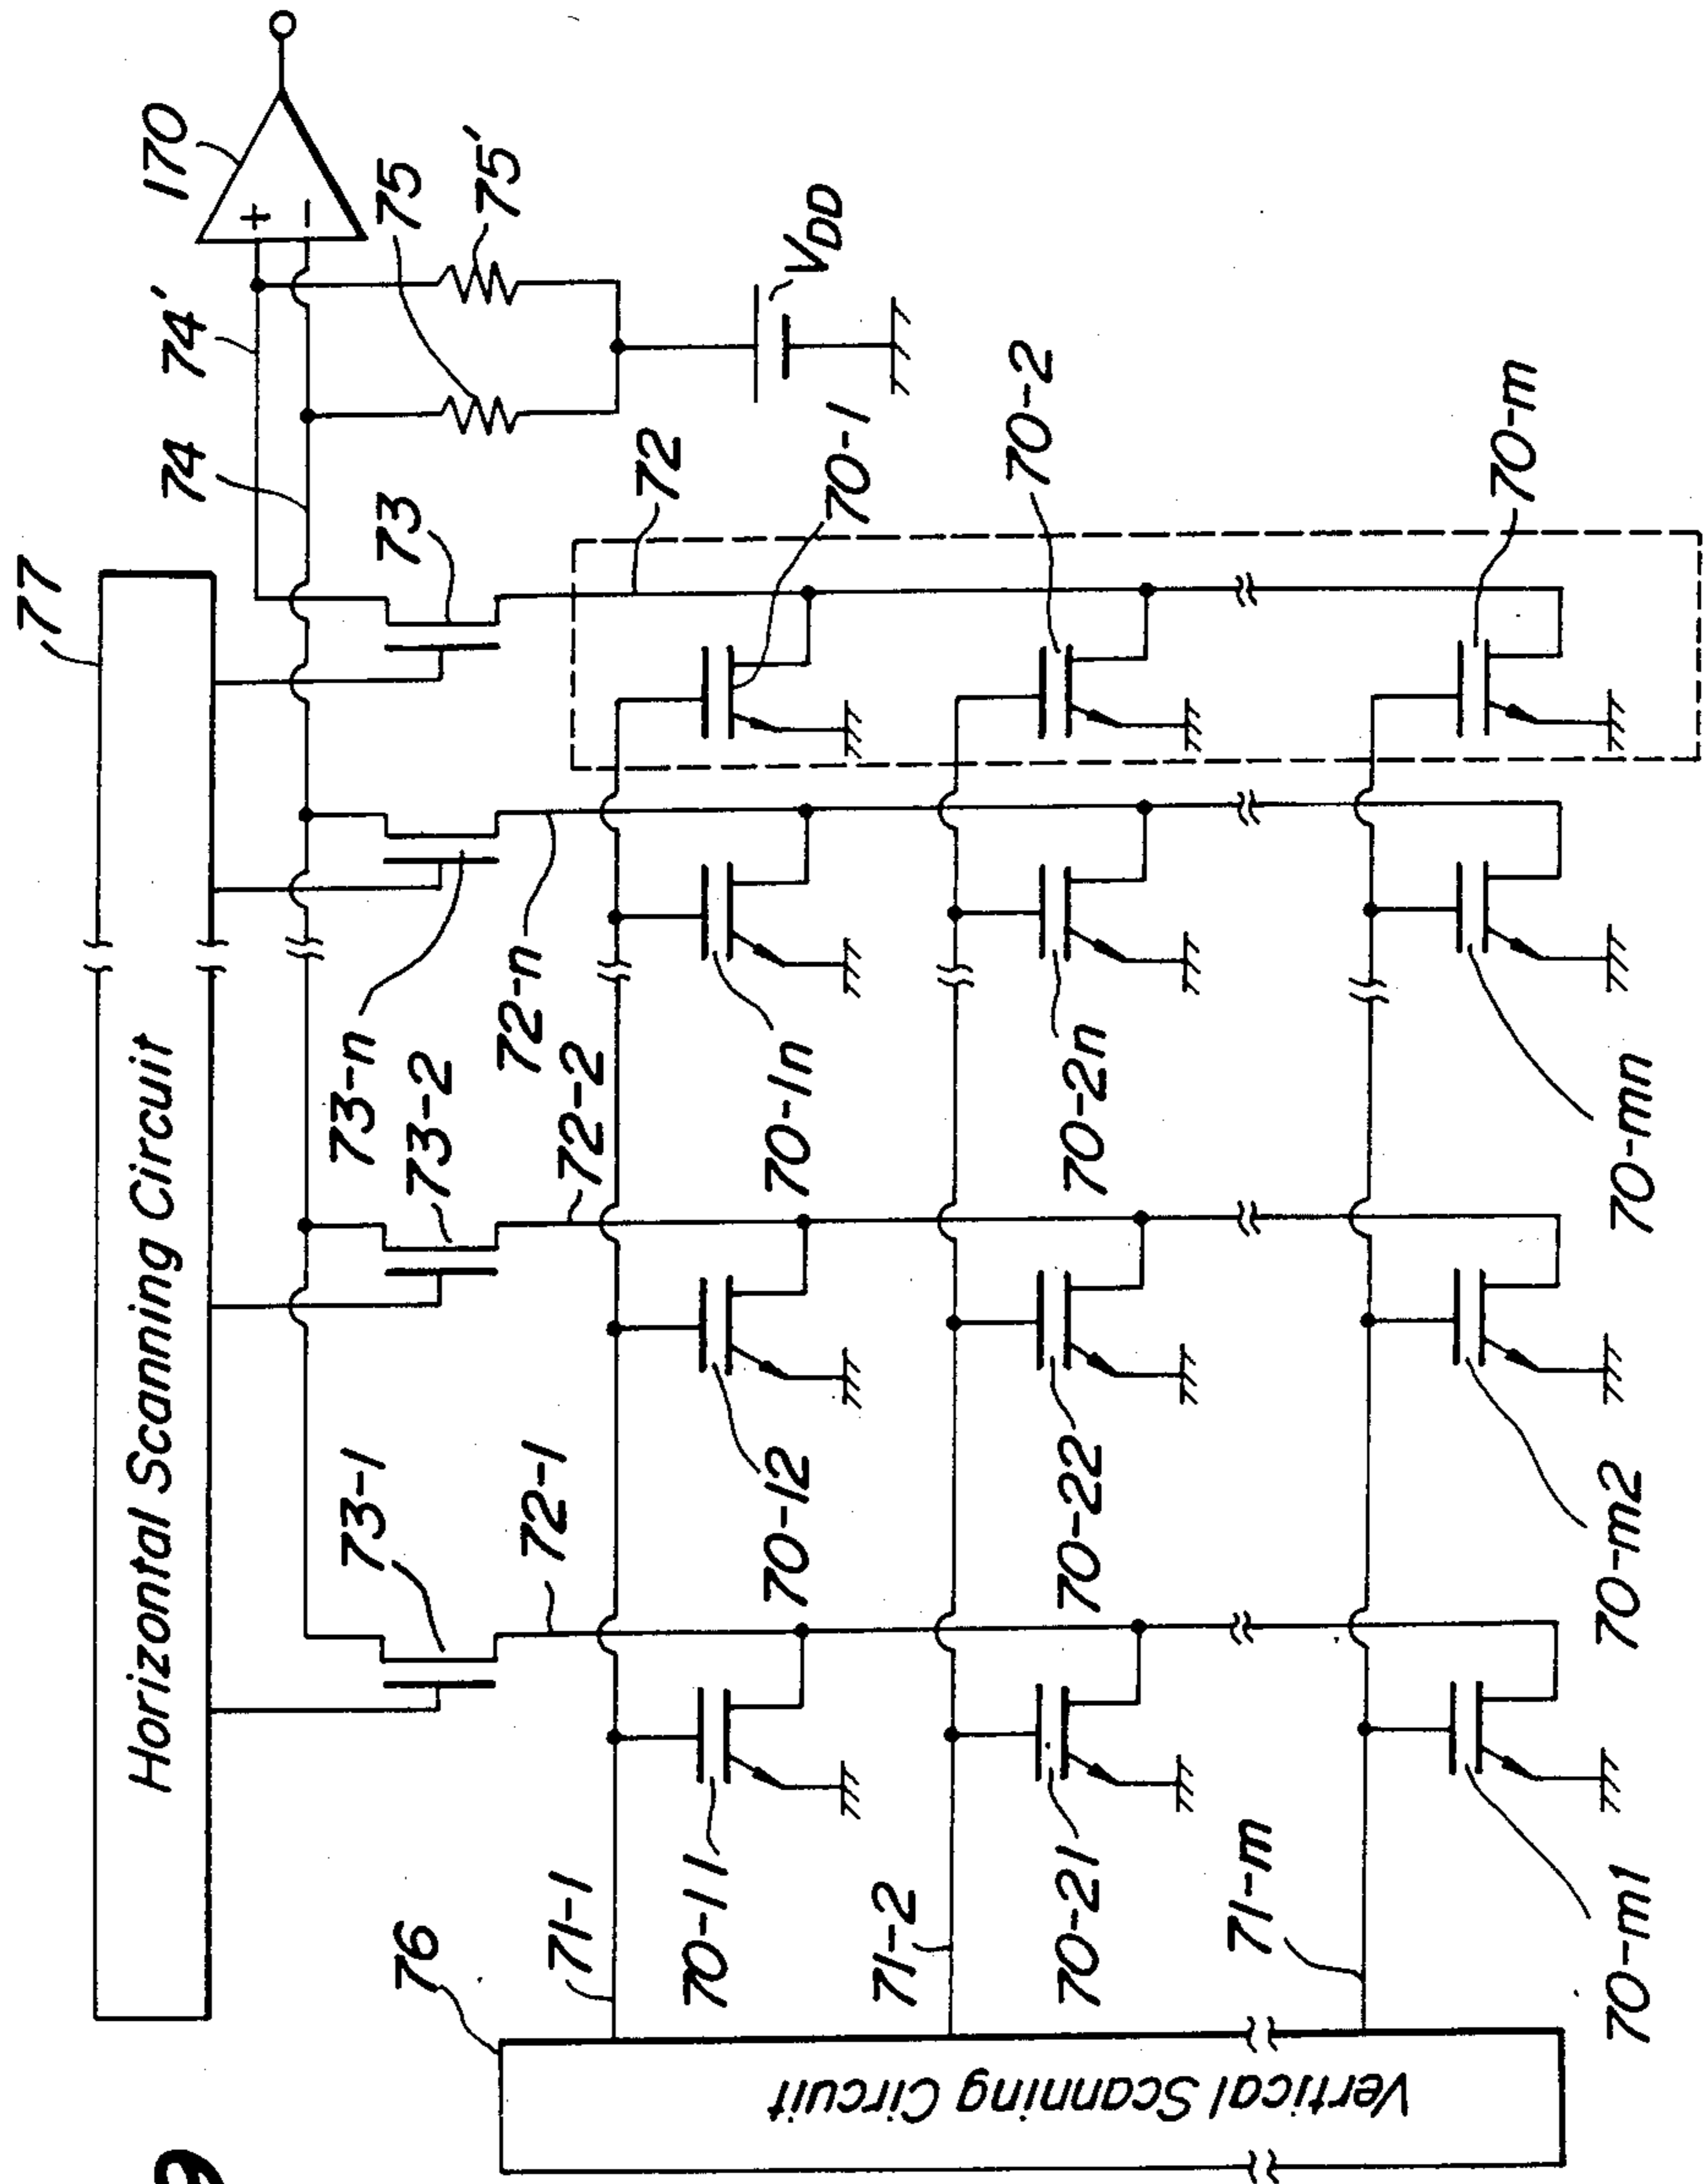 77
Horizontal Scanning Circuit
170
+
−
74
74'
75
75'
VDD
73-1
73-2
73-n
73
72-1
72-2
72-n
72
76
Vertical Scanning Circuit
71-1
70-11
70-12
70-1n
70-1
71-2
70-21
70-22
70-2n
70-2
71-m
70-m1
70-m2
70-mn
70-m
9